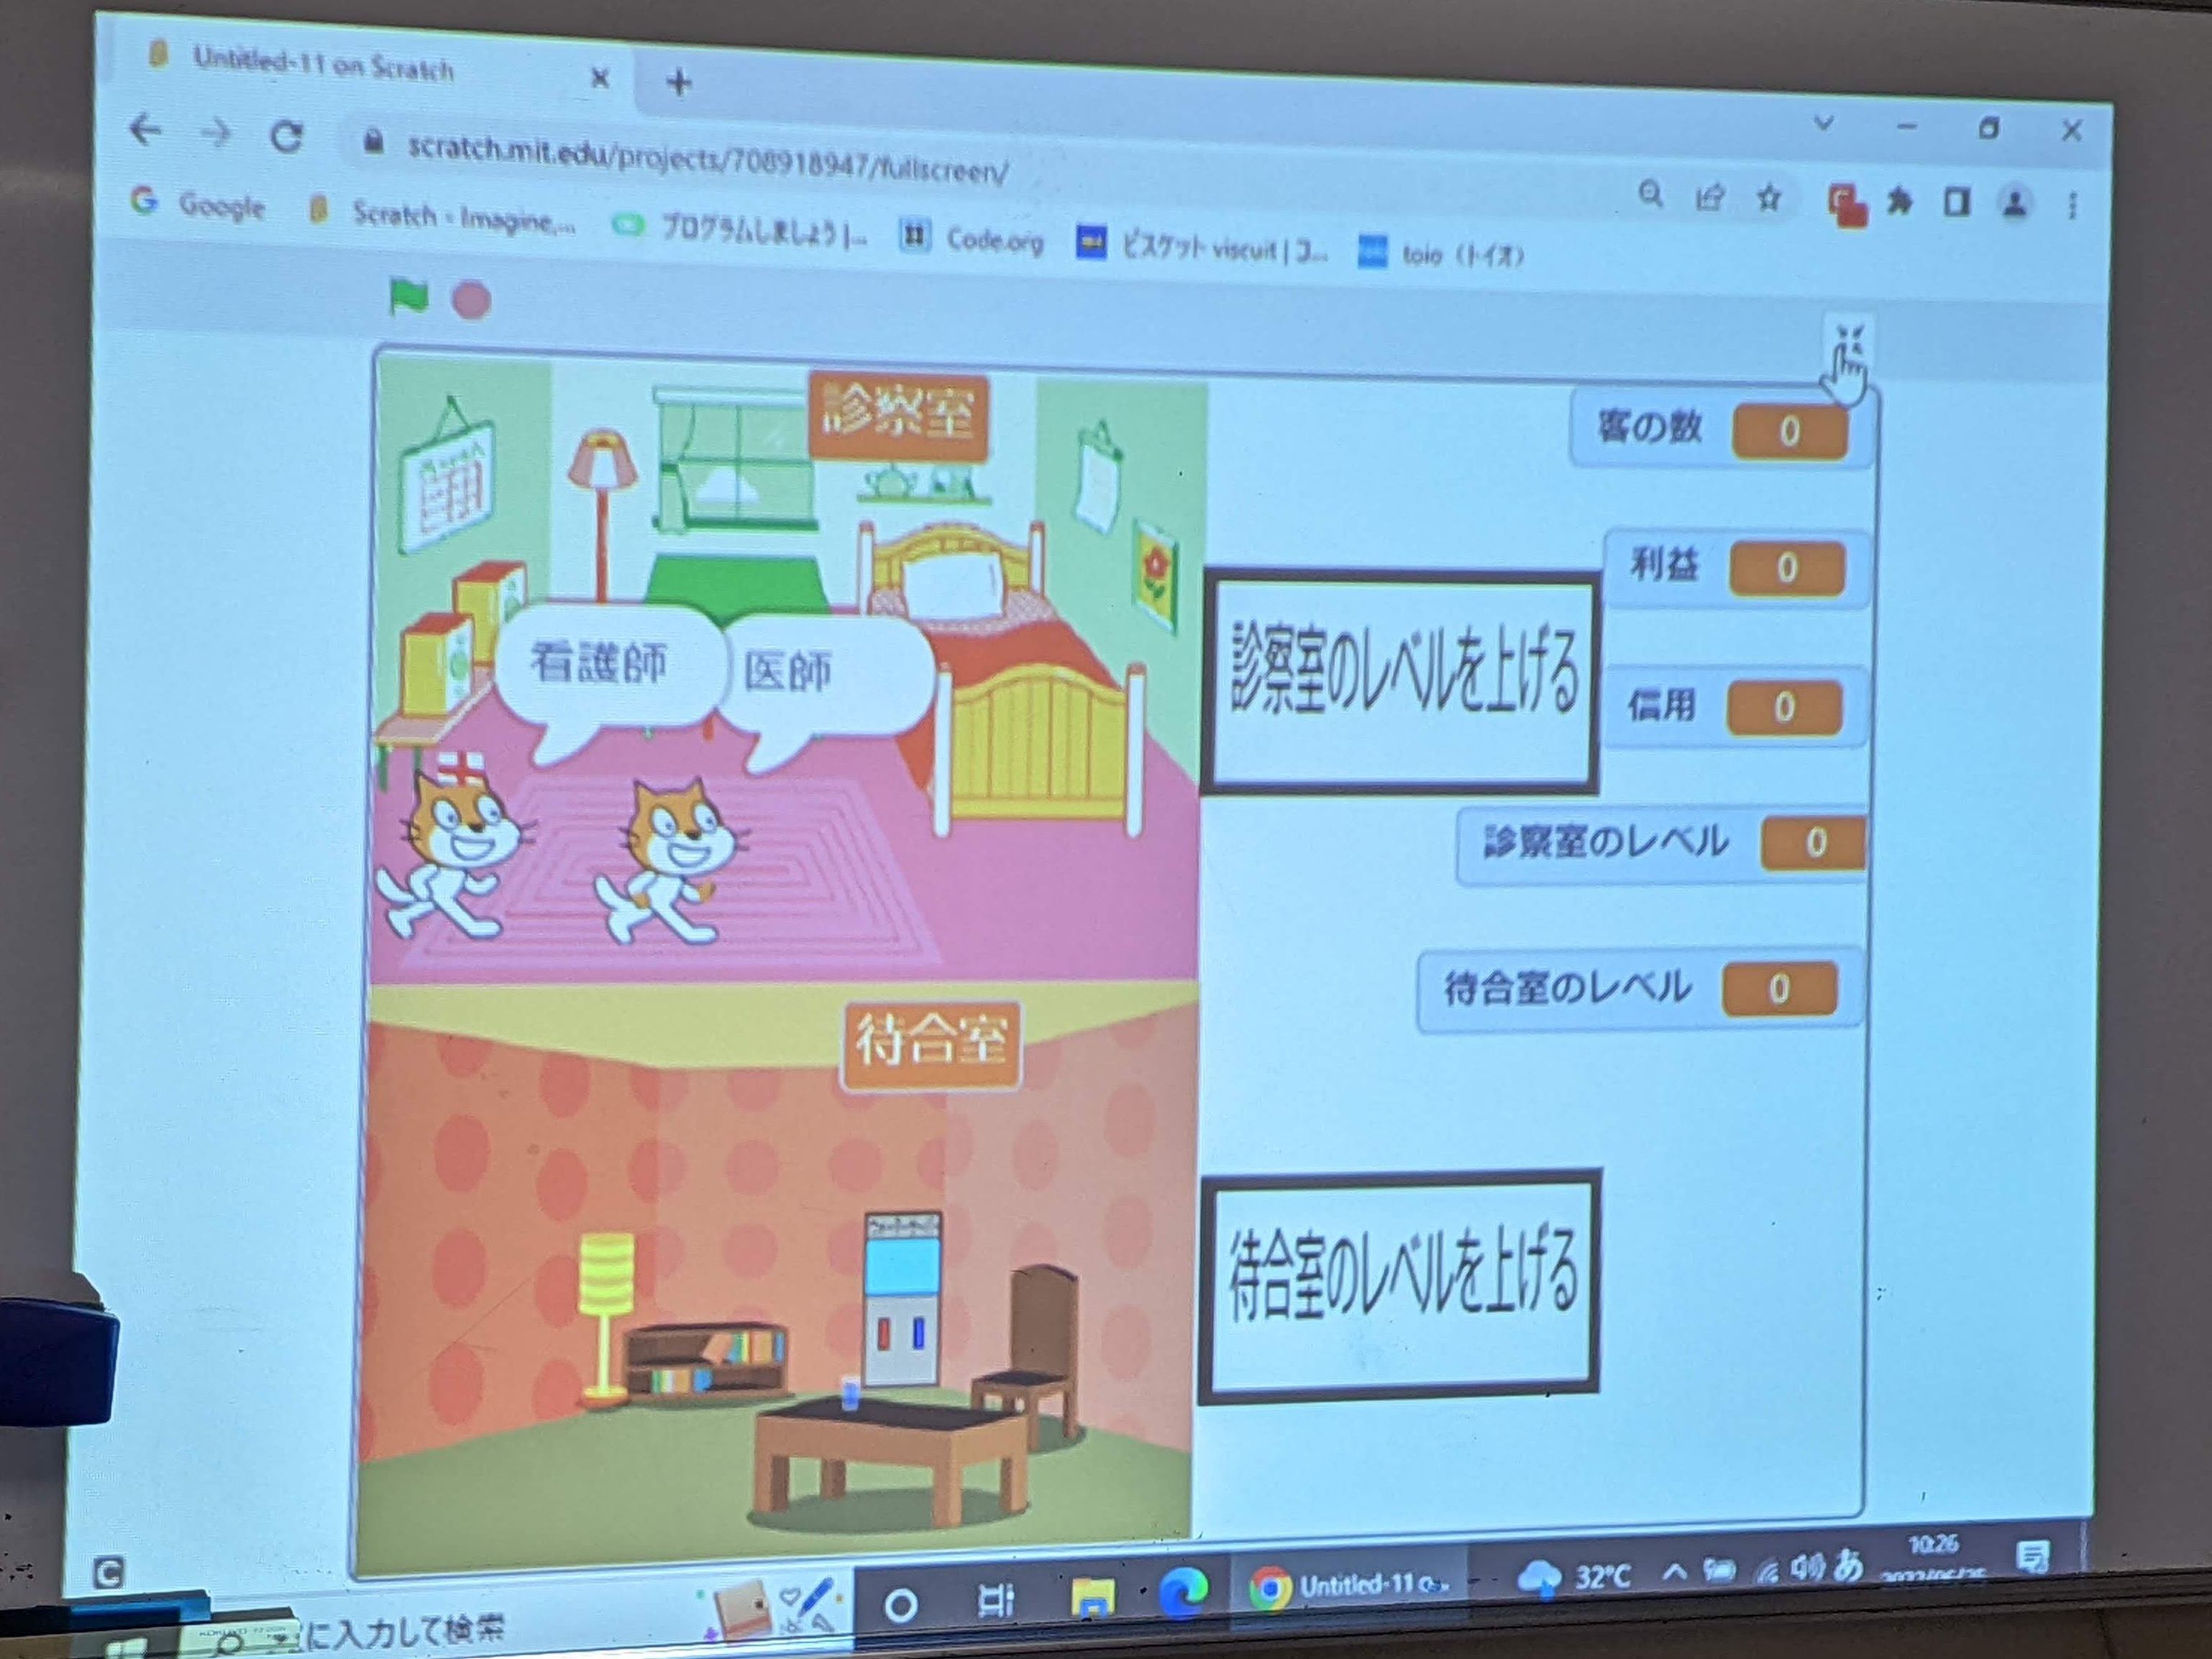 Untitled-11 on Scratch
scratch.mit.edu/projects/708918947/fullscreen/
Google
Scratch - Imagine,...
プログラムしましょう |...
Code.org
ビスケット viscuit | コ...
toio（トイオ）
診察室
客の数 0
利益 0
看護師
医師
診察室のレベルを上げる
信用 0
診察室のレベル 0
待合室のレベル 0
待合室
待合室のレベルを上げる
に入力して検索
Untitled-11 o
32°C
あ
10:26